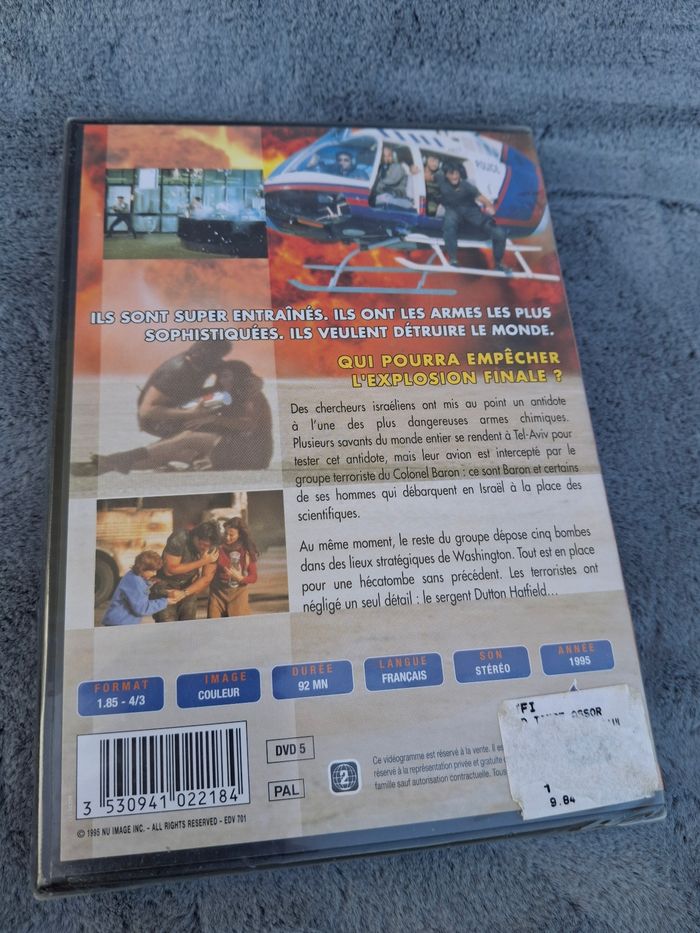 POLICE
ILS SONT SUPER ENTRAÎNÉS. ILS ONT LES ARMES LES PLUS
SOPHISTIQUÉES. ILS VEULENT DÉTRUIRE LE MONDE.
QUI POURRA EMPÊCHER
L'EXPLOSION FINALE ?
Des chercheurs israéliens ont mis au point un antidote
à l'une des plus dangereuses armes chimiques.
Plusieurs savants du monde entier se rendent à Tel-Aviv pour
tester cet antidote, mais leur avion est intercepté par le
groupe terroriste du Colonel Baron : ce sont Baron et certains
de ses hommes qui débarquent en Israël à la place des
scientifiques.
Au même moment, le reste du groupe dépose cinq bombes
dans des lieux stratégiques de Washington. Tout est en place
pour une hécatombe sans précédent. Les terroristes ont
négligé un seul détail : le sergent Dutton Hatfield...
FORMAT
1.85 - 4/3
IMAGE
COULEUR
DURÉE
92 MN
LANGUE
FRANÇAIS
SON
STÉRÉO
ANNÉE
1995
3 530941 022184
DVD 5
PAL
2
Ce vidéogramme est réservé à la vente. Il es
réservé à la représentation privée et gratuite
famille sauf autorisation contractuelle. Tous
© 1995 NU IMAGE INC. - ALL RIGHTS RESERVED - EDV 701
FI
ASSOR
1
9.84